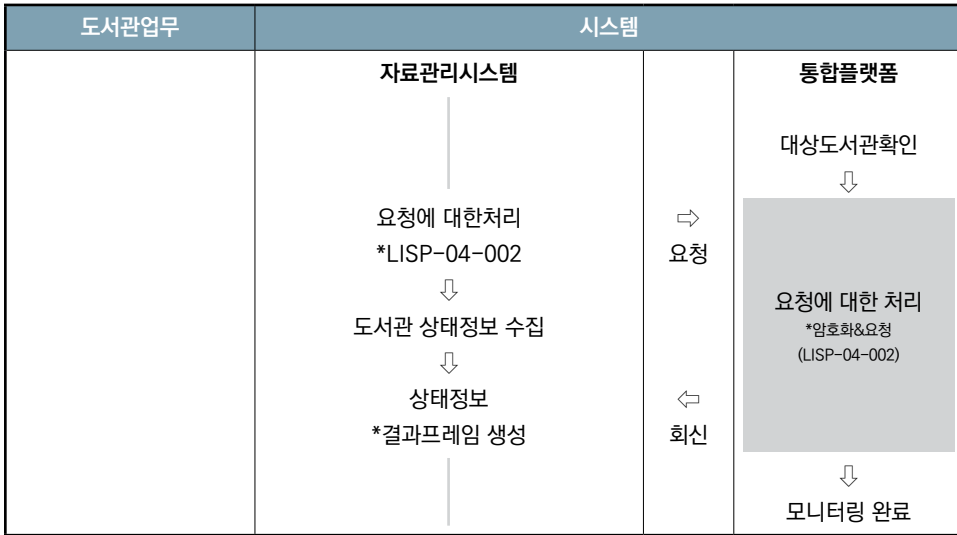 도서관업무
시스템
자료관리시스템
통합플랫폼
대상도서관확인
⇩
요청에 대한처리
*LISP-04-002
⇩
도서관 상태정보 수집
⇩
상태정보
*결과프레임 생성
⇨
요청
⇦
회신
요청에 대한 처리
*암호화&요청
(LISP-04-002)
⇩
모니터링 완료